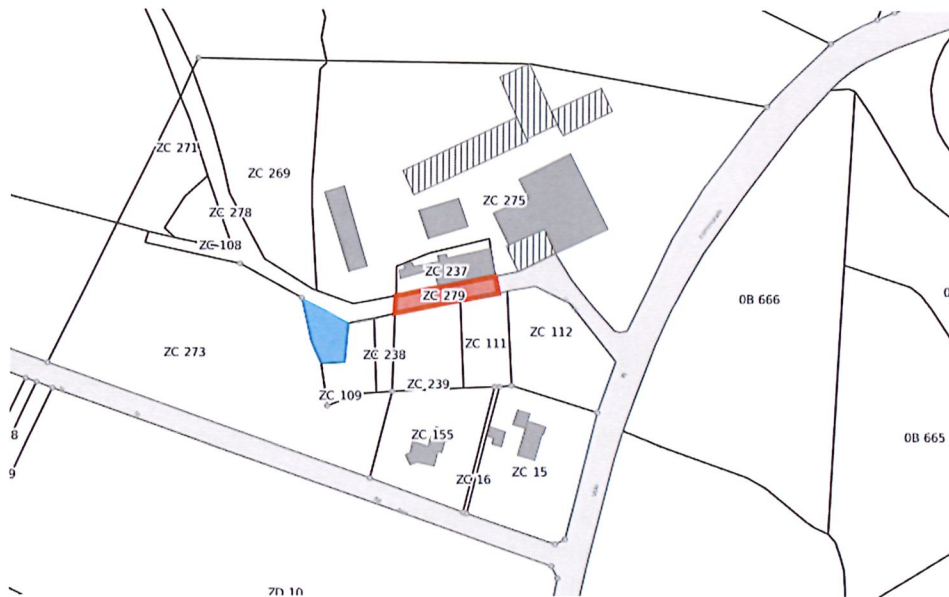 ZC 271
ZC 269
ZC 275
ZC 278
ZC 108
ZC 237
ZC 279
0B 666
ZC 112
ZC 111
ZC 273
ZC 238
ZC 239
ZC 109
8
ZC 155
0B 665
9
ZC 16
ZC 15
ZD 10